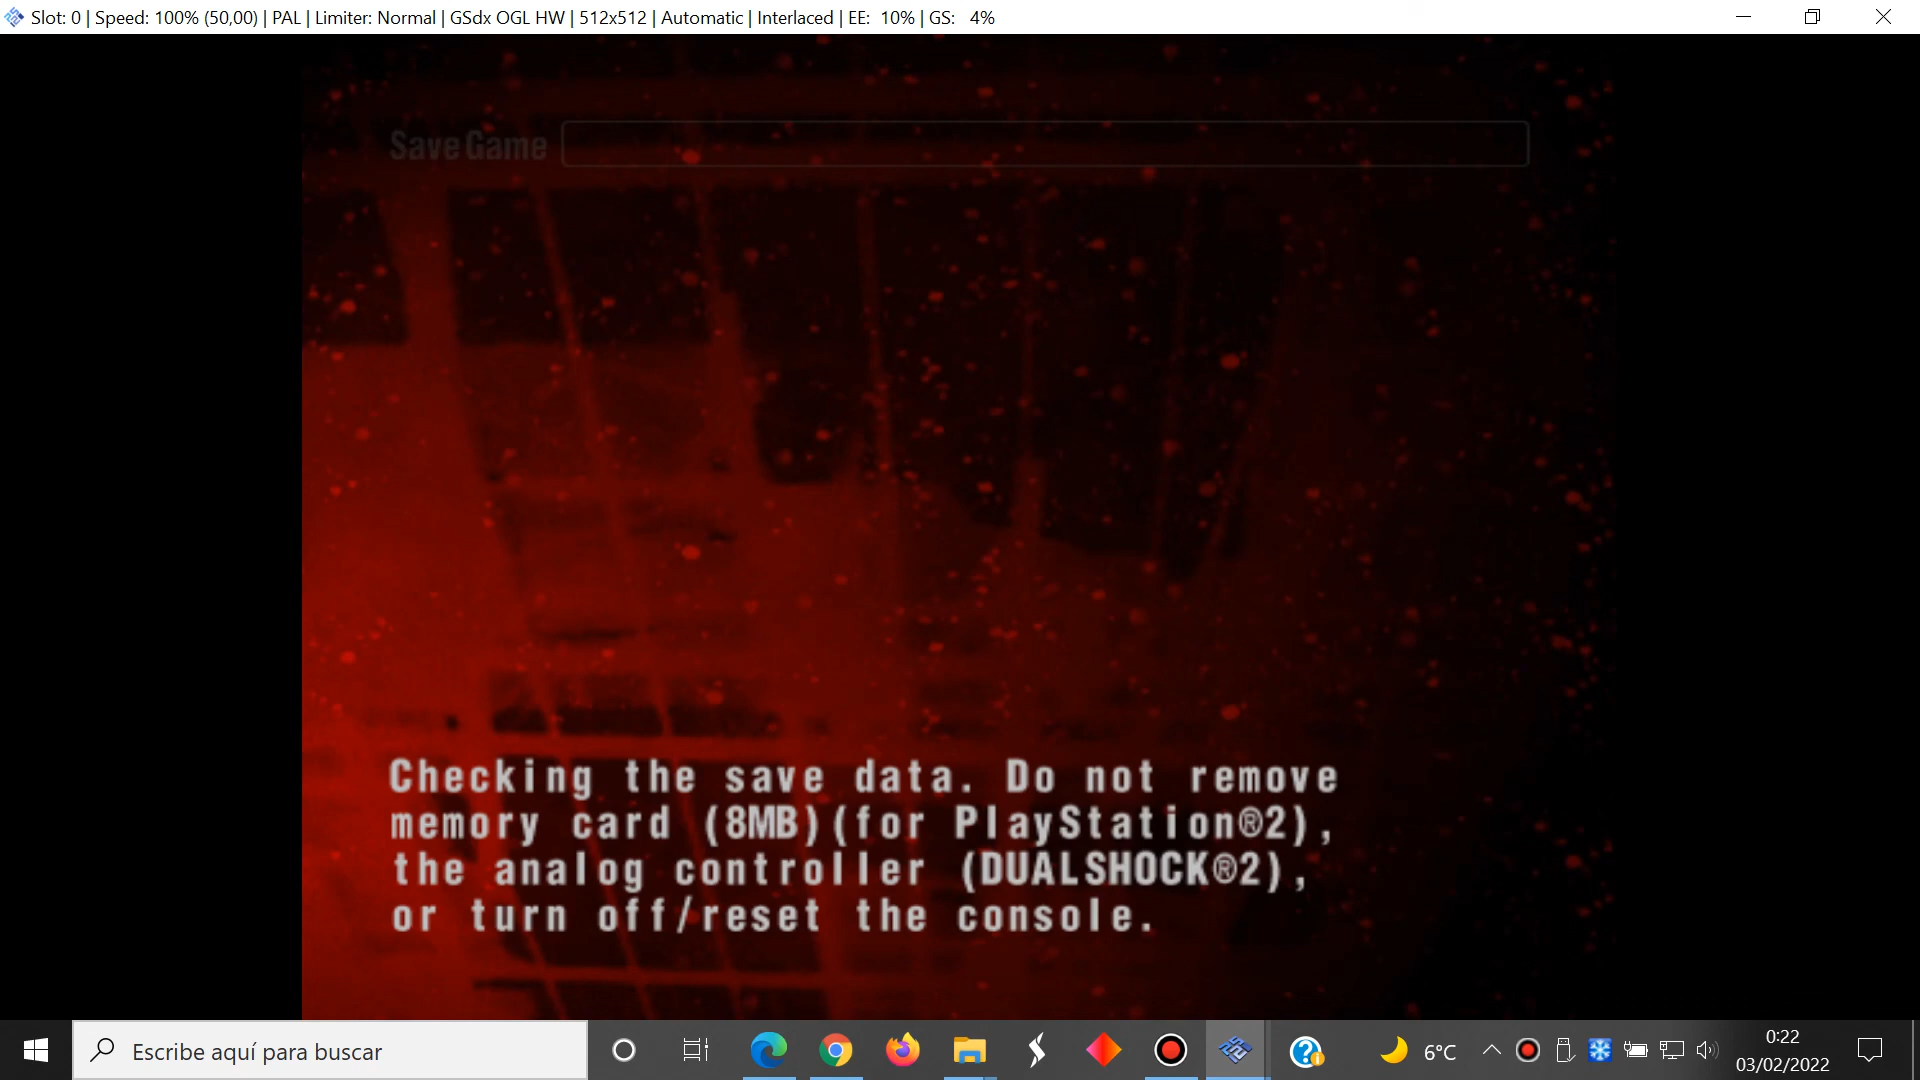 Slot: 0 | Speed: 100% (50,00) | PAL | Limiter: Normal | GSdx OGL HW | 512x512 | Automatic | Interlaced | EE:  10% | GS:   4%
Save Game
Checking the save data. Do not remove
memory card (8MB)(for PlayStation®2),
the analog controller (DUALSHOCK®2),
or turn off/reset the console.
Escribe aquí para buscar
6°C
0:22
03/02/2022